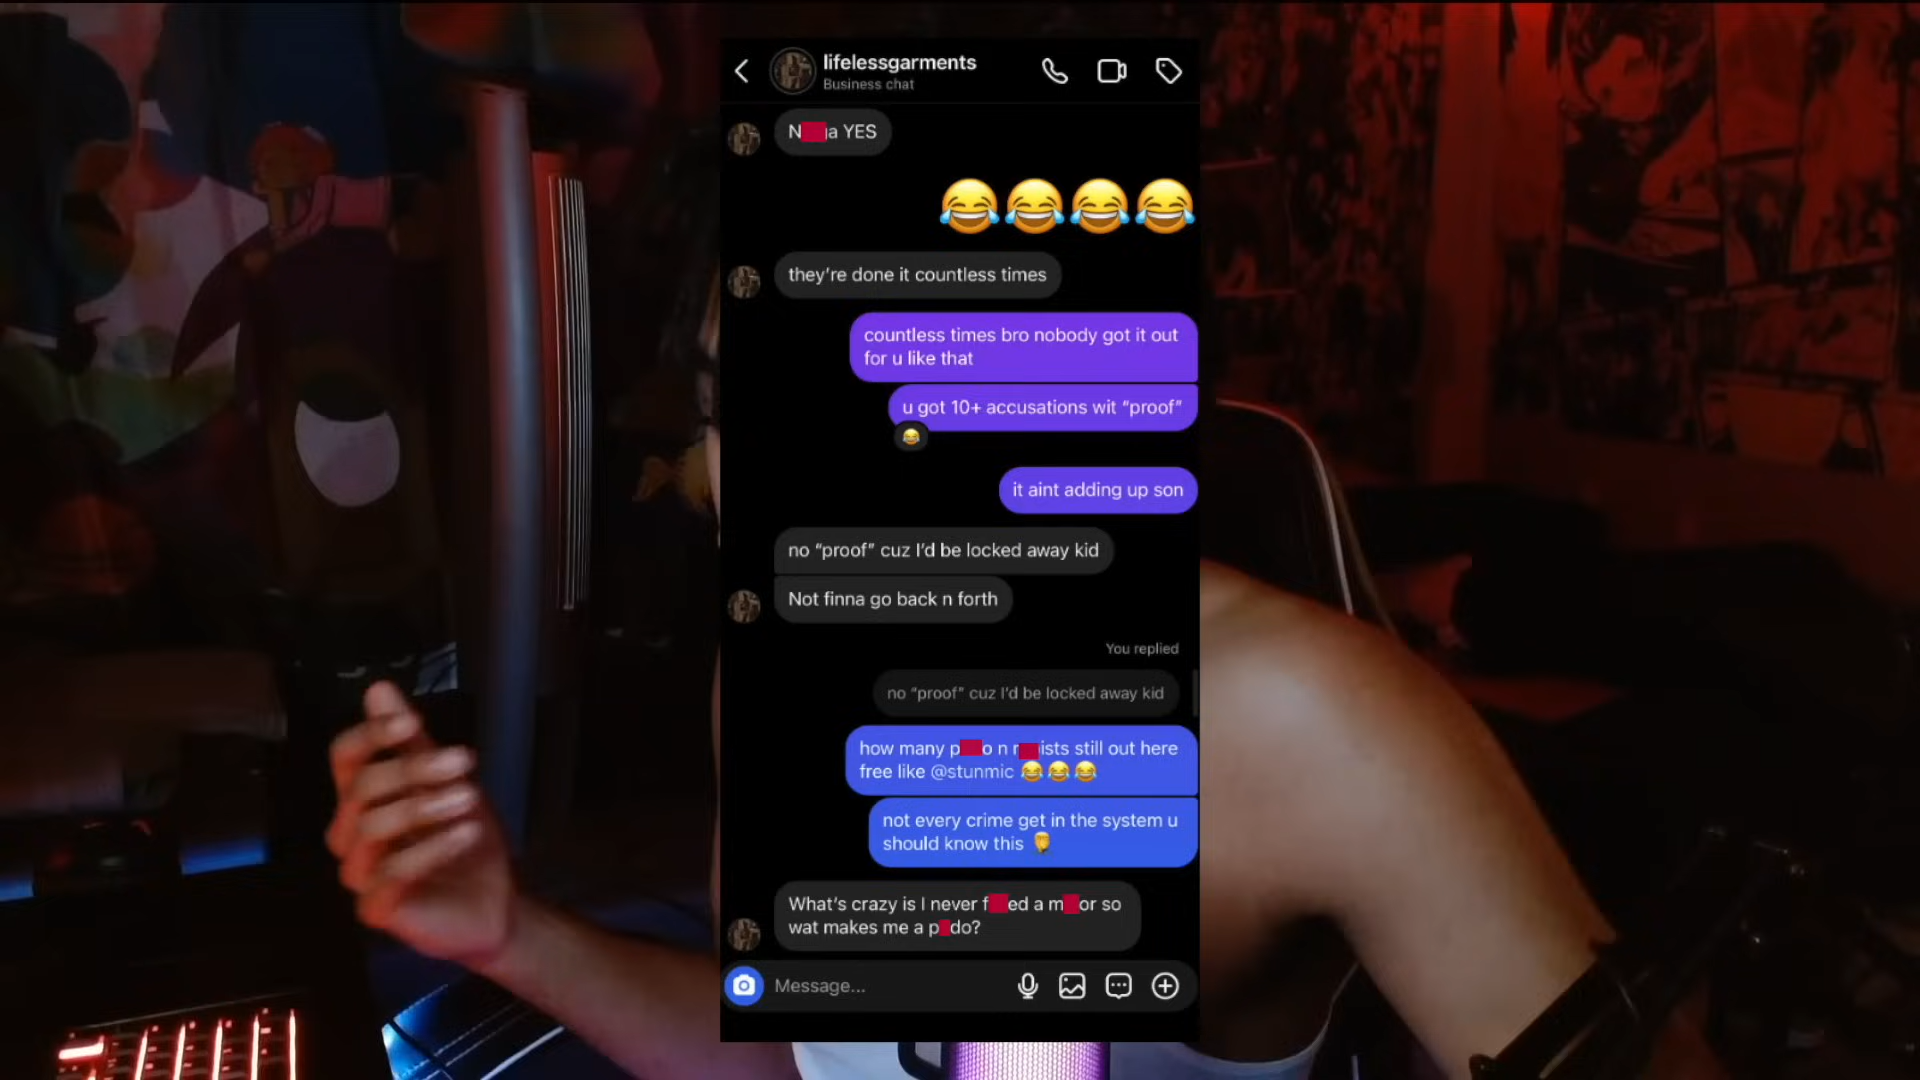 lifelessgarments
Business chat
N a YES
they're done it countless times
countless times bro nobody got it out
for u like that
u got 10+ accusations wit "proof"
it aint adding up son
no "proof" cuz I'd be locked away kid
Not finna go back n forth
You replied
no "proof" cuz I'd be locked away kid
how many p o n r ists still out here
free like @stunmic
not every crime get in the system u
should know this
What's crazy is I never f ed a m or so
wat makes me a p do?
Message...